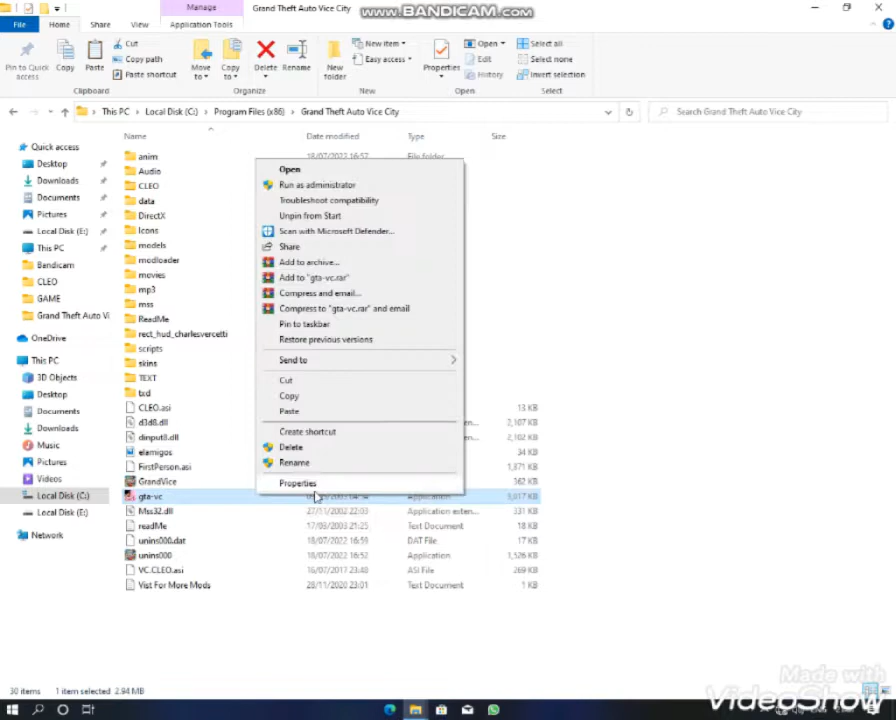 Manage
Grand Theft Auto Vice City
www.BANDICAM.com
File
Home
Share
View
Application Tools
Pin to Quick access
Copy
Paste
Cut
Copy path
Paste shortcut
Clipboard
Move to
Copy to
Delete
Rename
Organize
New folder
New item
Easy access
New
Properties
Open
Edit
History
Open
Select all
Select none
Invert selection
Select
This PC > Local Disk (C:) > Program Files (x86) > Grand Theft Auto Vice City
Search Grand Theft Auto Vice City
Quick access
Desktop
Downloads
Documents
Pictures
Local Disk (E:)
This PC
Bandicam
CLEO
GAME
Grand Theft Auto Vi
OneDrive
This PC
3D Objects
Desktop
Documents
Downloads
Music
Pictures
Videos
Local Disk (C:)
Local Disk (E:)
Network
Name Date modified Type Size
anim 18/07/2022 16:57 File folder
Audio
CLEO
data
DirectX
Icons
models
modloader
movies
mp3
mss
ReadMe
rect_hud_charlesvercetti
scripts
skins
TEXT
txd
CLEO.asi 13 KB
d3d8.dll 2,107 KB
dinput8.dll 2,102 KB
elamigos 34 KB
FirstPerson.asi 1,871 KB
GrandVice 362 KB
gta-vc Application 3,017 KB
Mss32.dll 27/11/2002 22:03 Application exten... 331 KB
readMe 17/03/2003 21:25 Text Document 18 KB
unins000.dat 18/07/2022 16:59 DAT File 17 KB
unins000 18/07/2022 16:52 Application 1,526 KB
VC.CLEO.asi 16/07/2017 23:40 ASI File 269 KB
Vist For More Mods 28/11/2020 23:01 Text Document 1 KB
Open
Run as administrator
Troubleshoot compatibility
Unpin from Start
Scan with Microsoft Defender...
Share
Add to archive...
Add to "gta-vc.rar"
Compress and email...
Compress to "gta-vc.rar" and email
Pin to taskbar
Restore previous versions
Send to
Cut
Copy
Paste
Create shortcut
Delete
Rename
Properties
30 items 1 item selected 2.94 MB
Made with
VideoShow